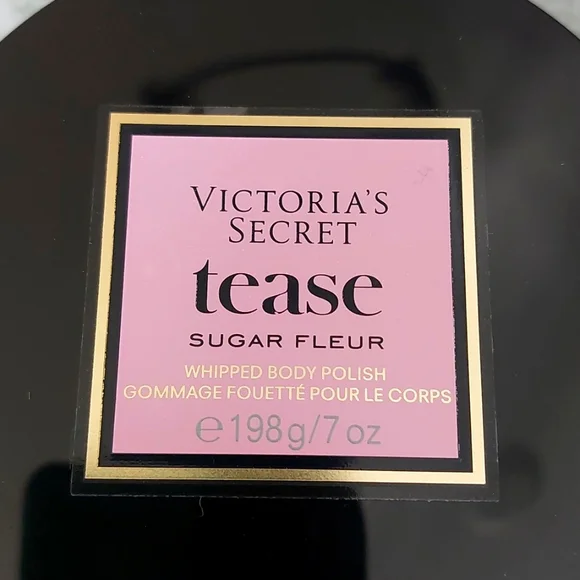 VICTORIA'S
SECRET
tease
SUGAR FLEUR
WHIPPED BODY POLISH
GOMMAGE FOUETTÉ POUR LE CORPS
℮198g/7 oz